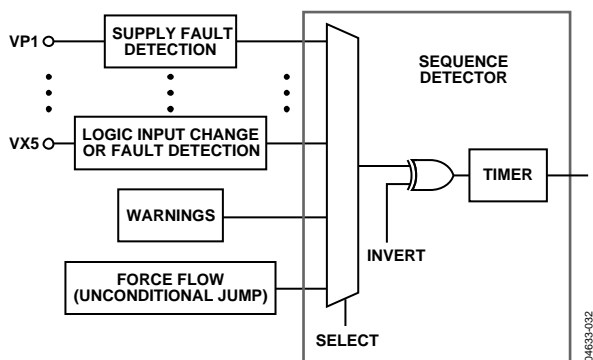 VP1
SUPPLY FAULT
DETECTION
SEQUENCE
DETECTOR
VX5
LOGIC INPUT CHANGE
OR FAULT DETECTION
WARNINGS
FORCE FLOW
(UNCONDITIONAL JUMP)
TIMER
INVERT
SELECT
04633-032